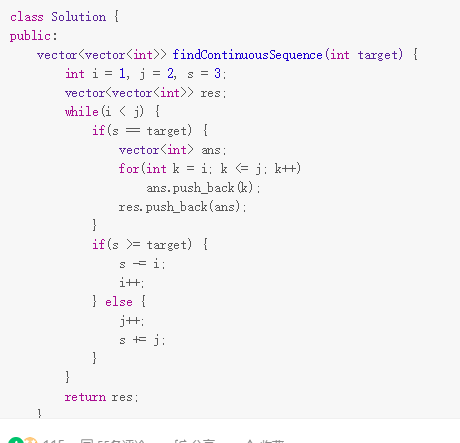 class Solution {
public:
    vector<vector<int>> findContinuousSequence(int target) {
        int i = 1, j = 2, s = 3;
        vector<vector<int>> res;
        while(i < j) {
            if(s == target) {
                vector<int> ans;
                for(int k = i; k <= j; k++)
                    ans.push_back(k);
                res.push_back(ans);
            }
            if(s >= target) {
                s -= i;
                i++;
            } else {
                j++;
                s += j;
            }
        }
        return res;
    }